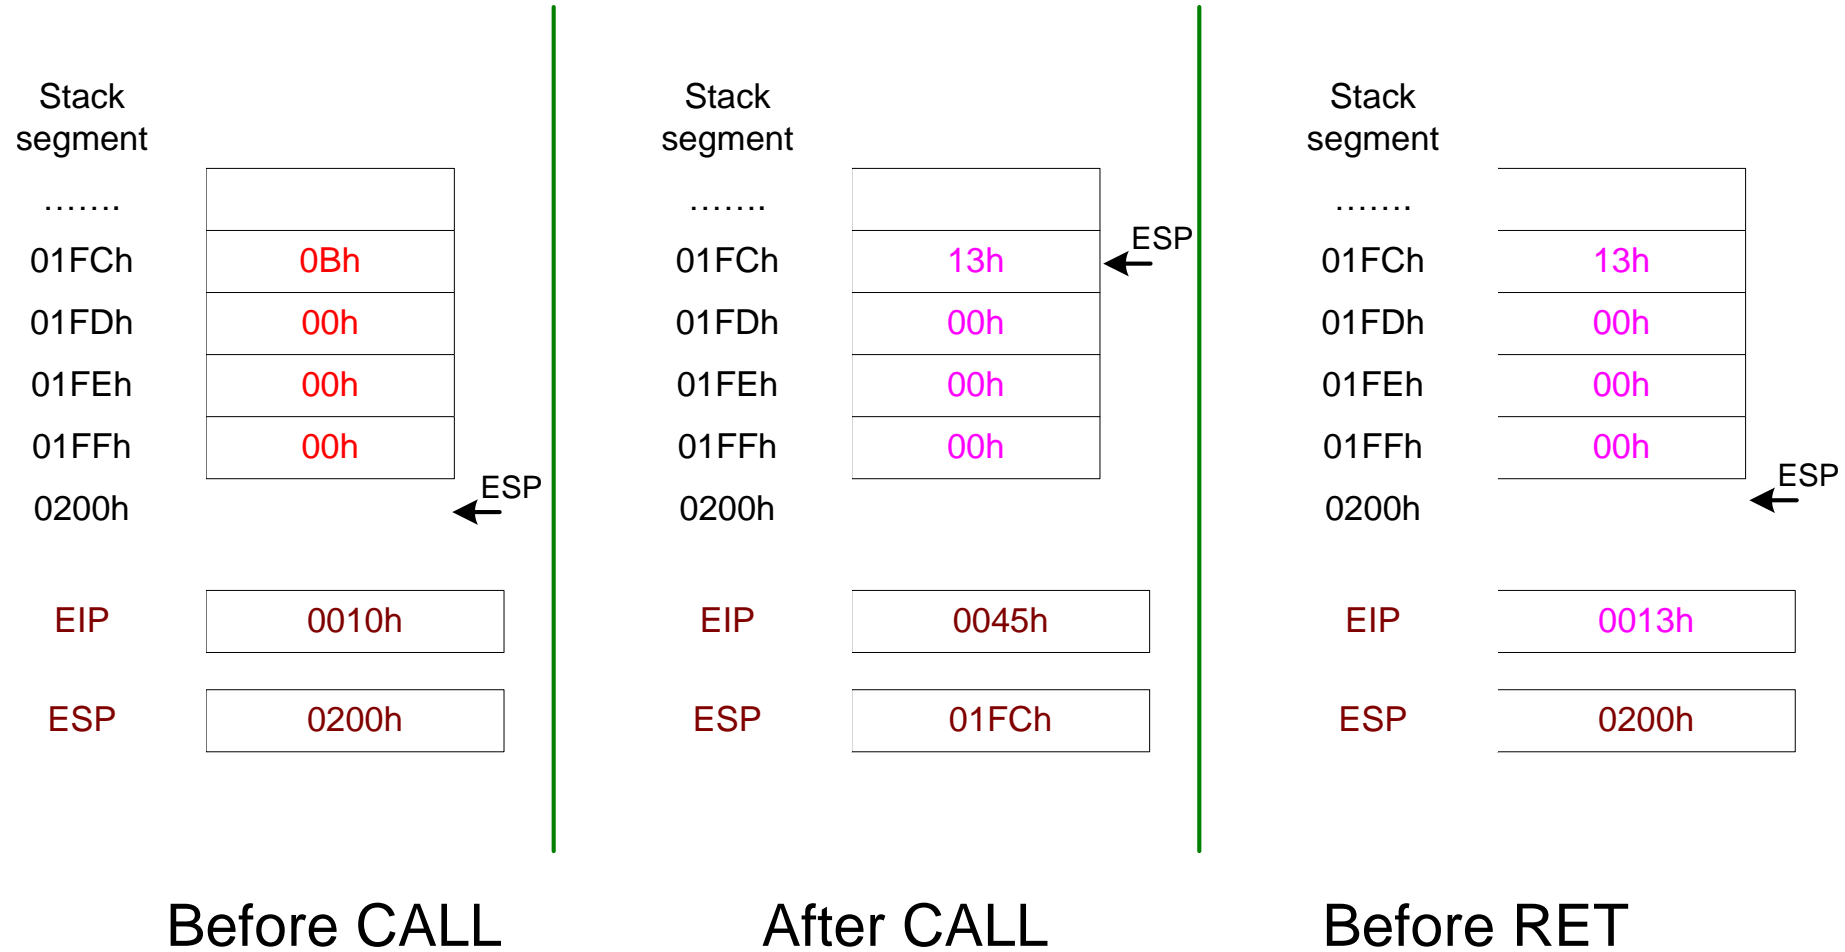 Stack
segment
…….
01FCh 0Bh
01FDh 00h
01FEh 00h
01FFh 00h
0200h ESP
EIP 0010h
ESP 0200h
Before CALL
Stack
segment
…….
01FCh 13h ESP
01FDh 00h
01FEh 00h
01FFh 00h
0200h
EIP 0045h
ESP 01FCh
After CALL
Stack
segment
…….
01FCh 13h
01FDh 00h
01FEh 00h
01FFh 00h
0200h ESP
EIP 0013h
ESP 0200h
Before RET